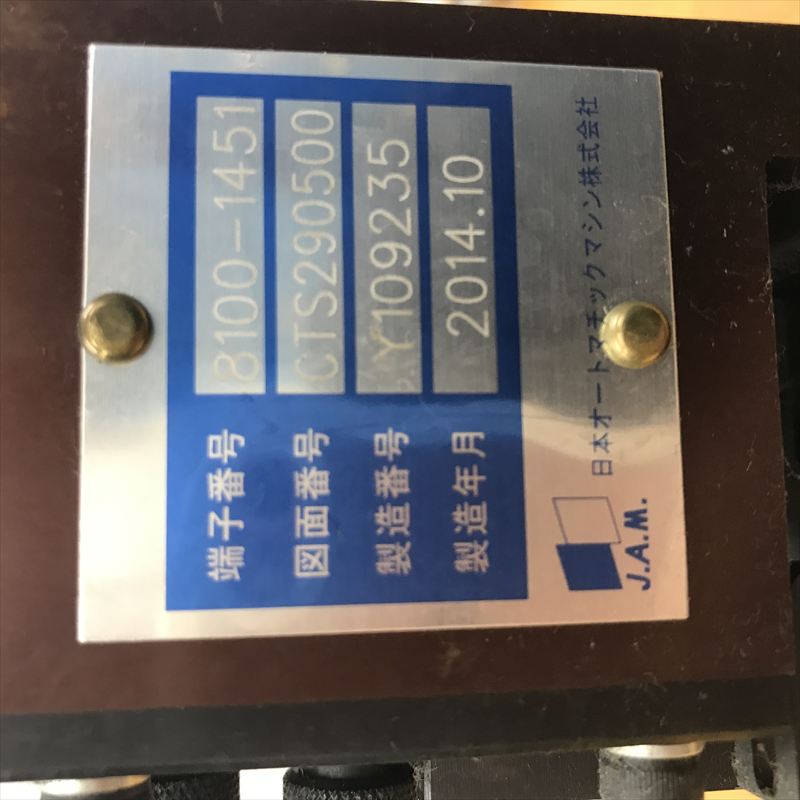 端子番号 8100-1451
図面番号 CTS290500
製造番号 Y109235
製造年月 2014.10
J.A.M. 日本オートマチックマシン株式会社